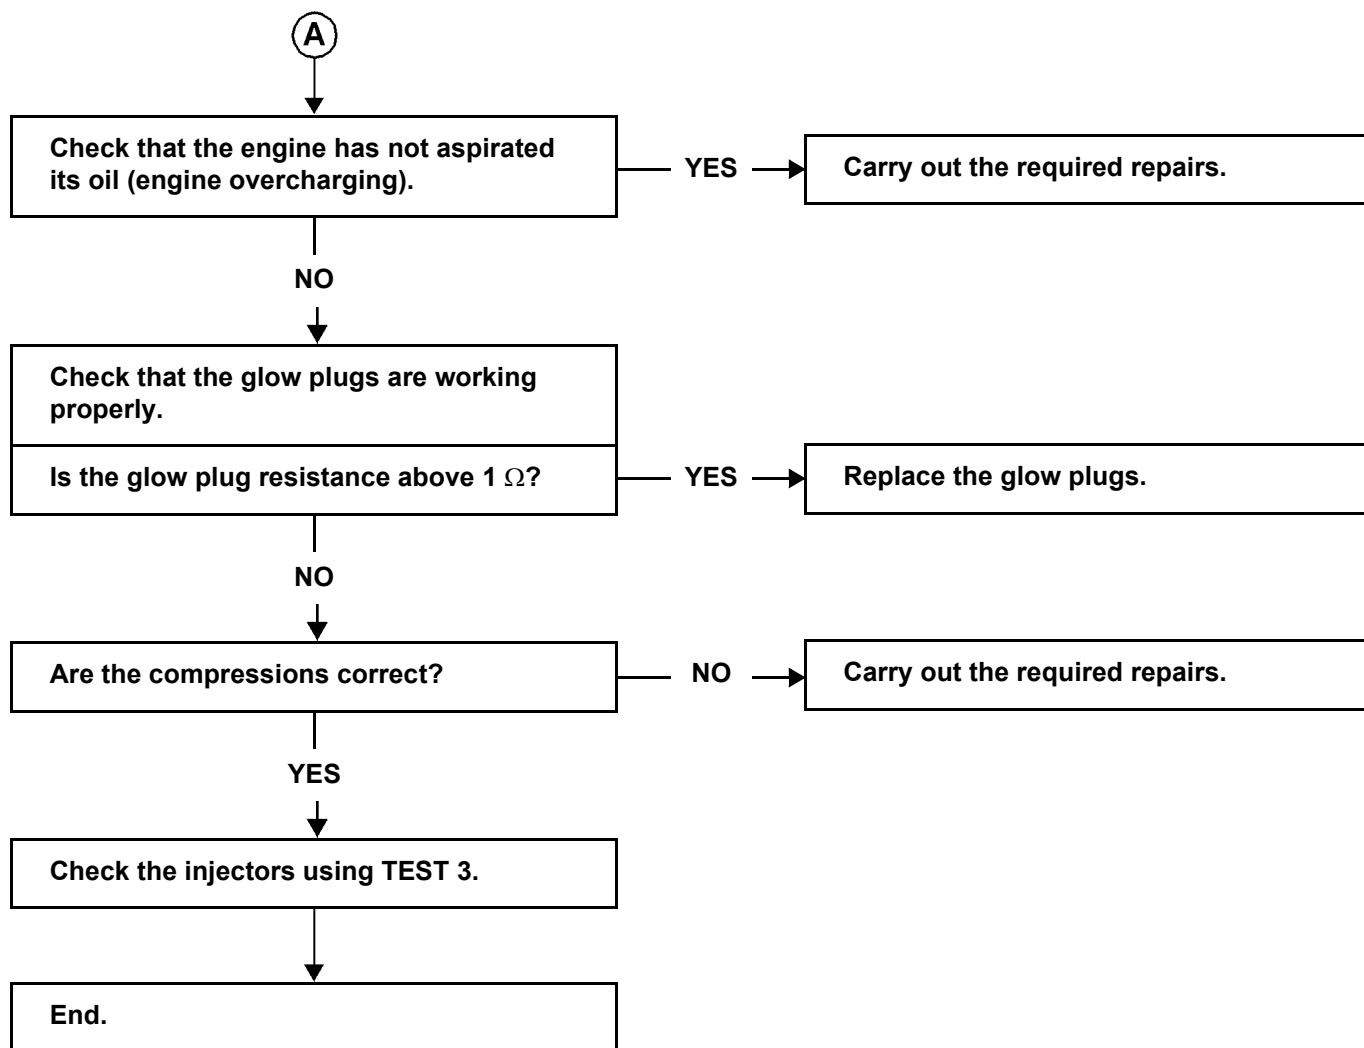 A
Check that the engine has not aspirated
its oil (engine overcharging).
YES
Carry out the required repairs.
NO
Check that the glow plugs are working
properly.
Is the glow plug resistance above 1 Ω?
YES
Replace the glow plugs.
NO
Are the compressions correct?
NO
Carry out the required repairs.
YES
Check the injectors using TEST 3.
End.